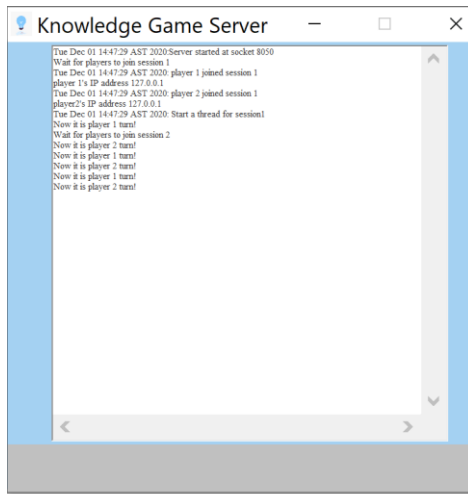 Knowledge Game Server
Tue Dec 01 14:47:29 AST 2020:Server started at socket 8050
Wait for players to join session 1
Tue Dec 01 14:47:29 AST 2020: player 1 joined session 1
player 1's IP address 127.0.0.1
Tue Dec 01 14:47:29 AST 2020: player 2 joined session 1
player2's IP address 127.0.0.1
Tue Dec 01 14:47:29 AST 2020: Start a thread for session1
Now it is player 1 turn!
Wait for players to join session 2
Now it is player 2 turn!
Now it is player 1 turn!
Now it is player 2 turn!
Now it is player 1 turn!
Now it is player 2 turn!